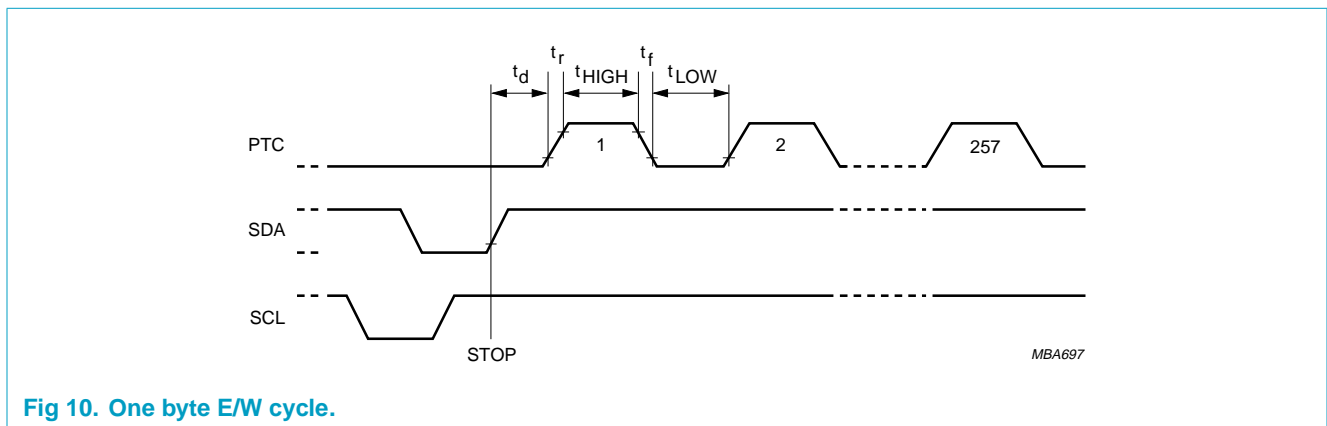 tr
tf
td
tHIGH
tLOW
PTC
1
2
257
SDA
SCL
STOP
MBA697
Fig 10. One byte E/W cycle.